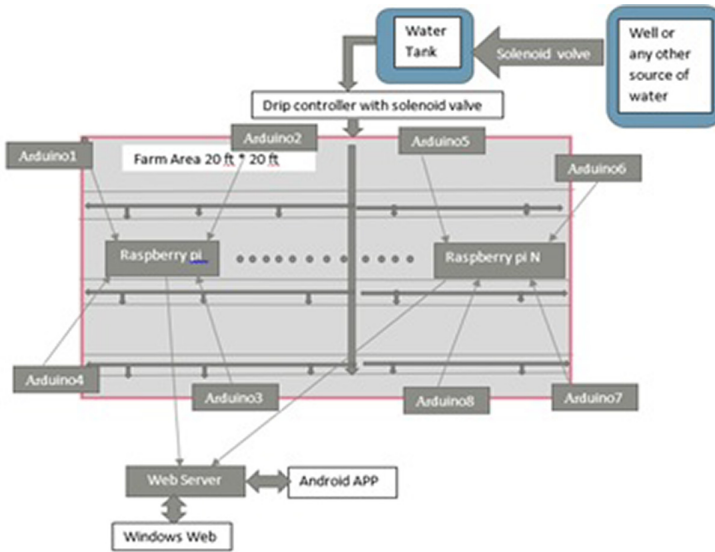 Water
Tank
Solenoid volve
Well or
any other
source of
water
Drip controller with solenoid valve
Arduino1
Arduino2
Arduino5
Arduino6
Farm Area 20 ft * 20 ft
Raspberry pi
Raspberry pi N
Arduino4
Arduino3
Arduino8
Arduino7
Web Server
Android APP
Windows Web